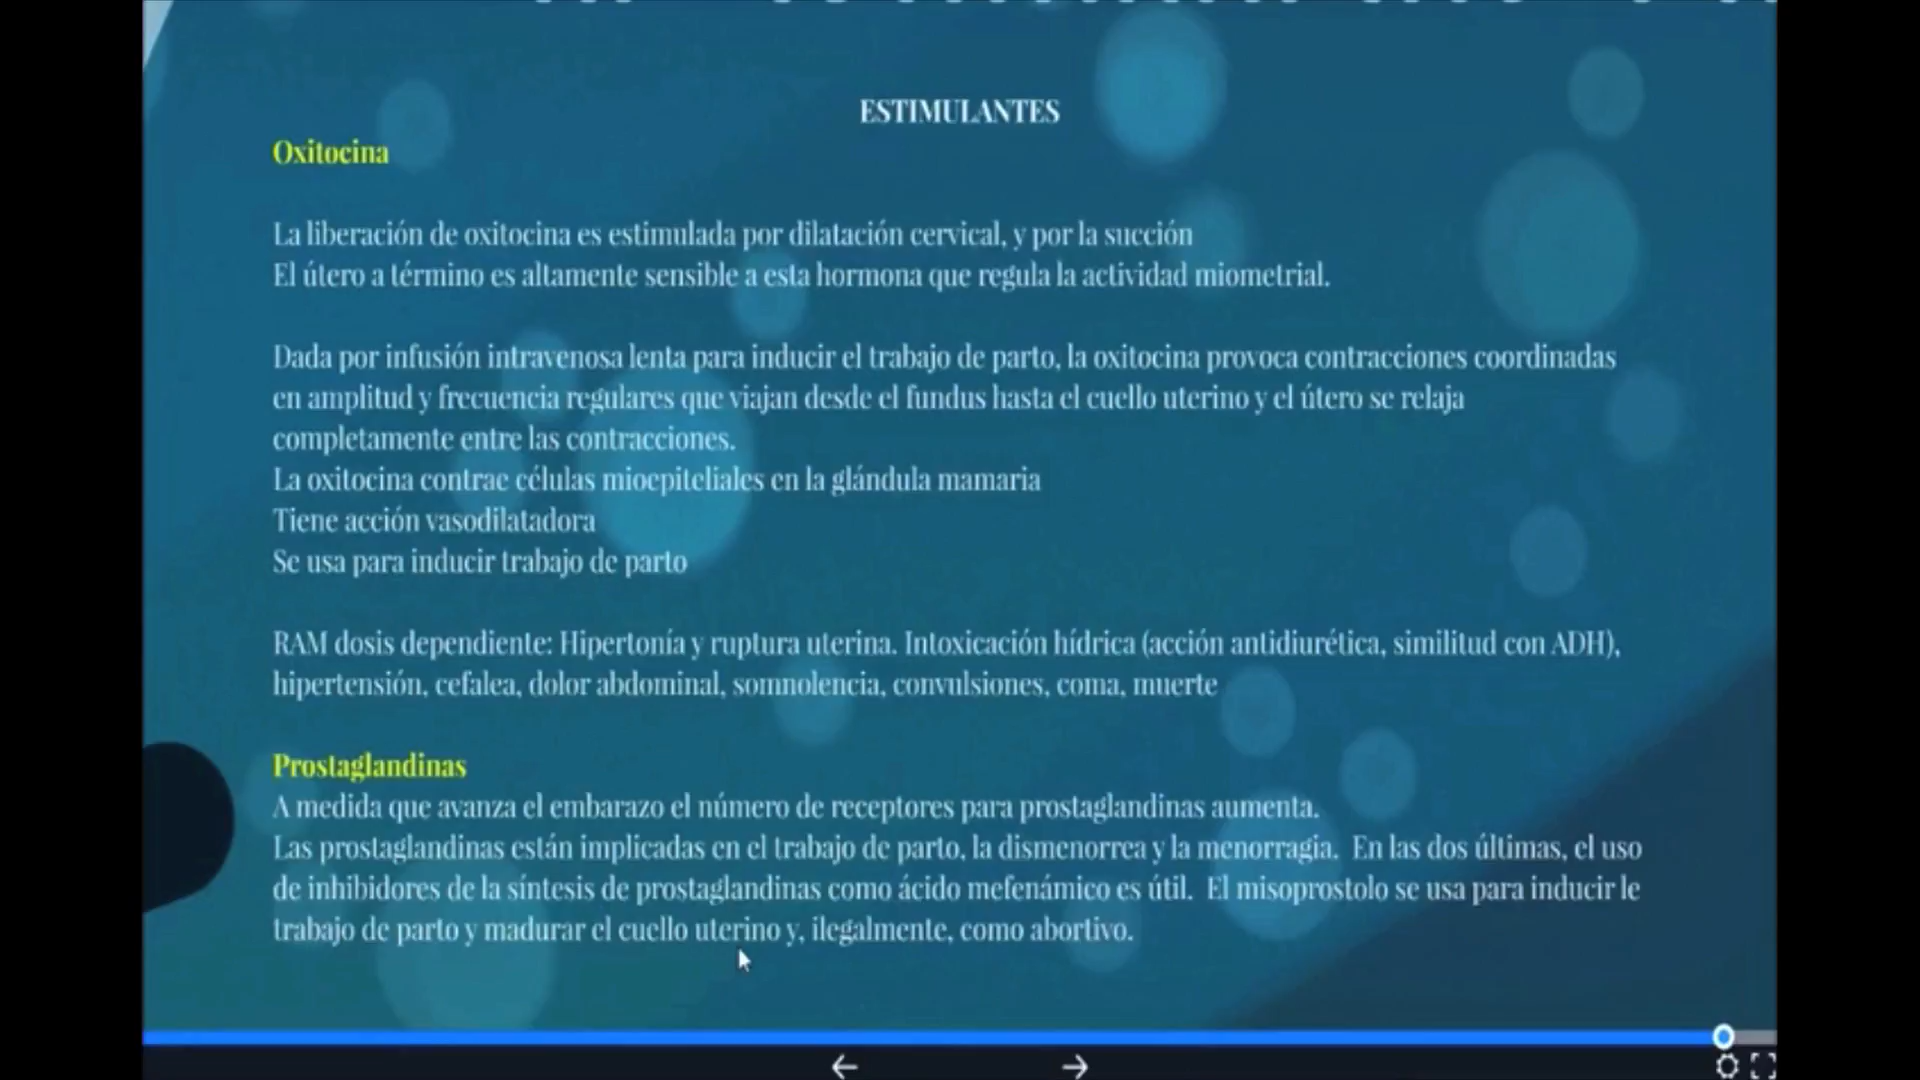 ESTIMULANTES
Oxitocina
La liberación de oxitocina es estimulada por dilatación cervical, y por la succión
El útero a término es altamente sensible a esta hormona que regula la actividad miometrial.
Dada por infusión intravenosa lenta para inducir el trabajo de parto, la oxitocina provoca contracciones coordinadas
en amplitud y frecuencia regulares que viajan desde el fundus hasta el cuello uterino y el útero se relaja
completamente entre las contracciones.
La oxitocina contrae células mioepiteliales en la glándula mamaria
Tiene acción vasodilatadora
Se usa para inducir trabajo de parto
RAM dosis dependiente: Hipertonía y ruptura uterina. Intoxicación hídrica (acción antidiurética, similitud con ADH),
hipertensión, cefalea, dolor abdominal, somnolencia, convulsiones, coma, muerte
Prostaglandinas
A medida que avanza el embarazo el número de receptores para prostaglandinas aumenta.
Las prostaglandinas están implicadas en el trabajo de parto, la dismenorrea y la menorragia. En las dos últimas, el uso
de inhibidores de la síntesis de prostaglandinas como ácido mefenámico es útil. El misoprostolo se usa para inducir le
trabajo de parto y madurar el cuello uterino y, ilegalmente, como abortivo.